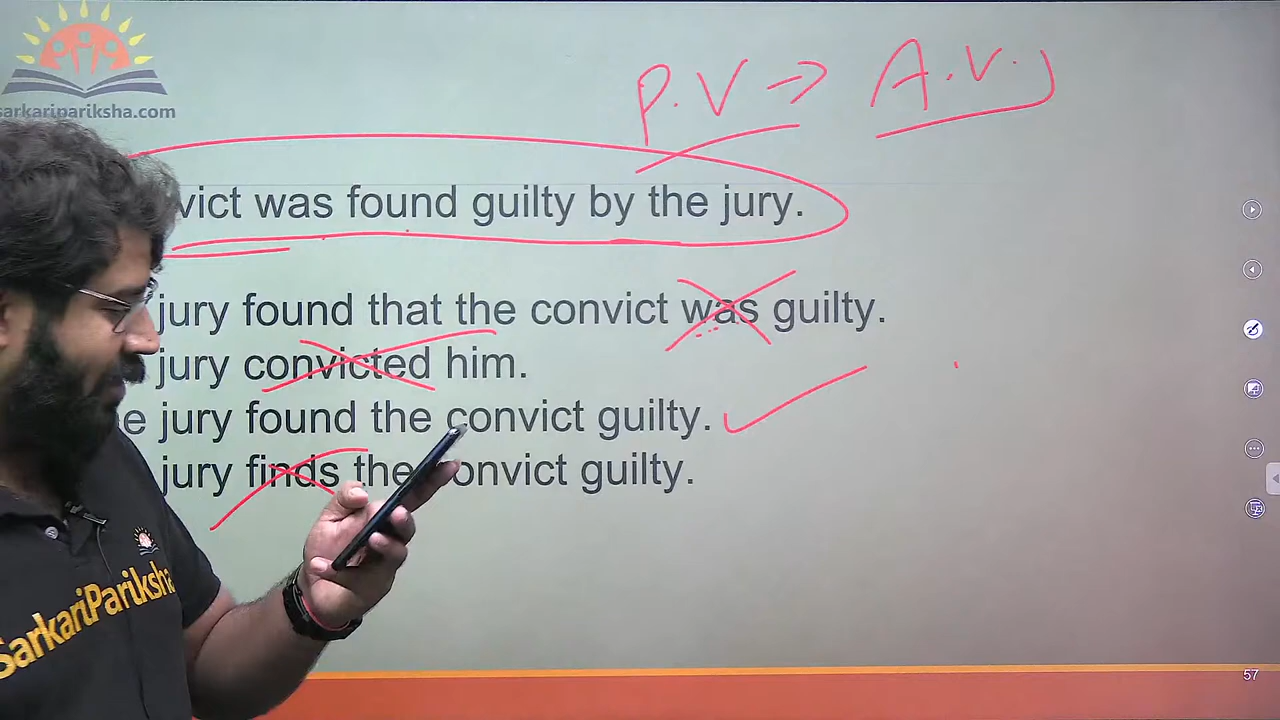 sarkaripariksha.com
P.V → A.V.
was found guilty by the jury.
jury found that the convict was guilty.
jury convicted him.
jury found the convict guilty.
jury finds the convict guilty.
SarkariPariksha
57